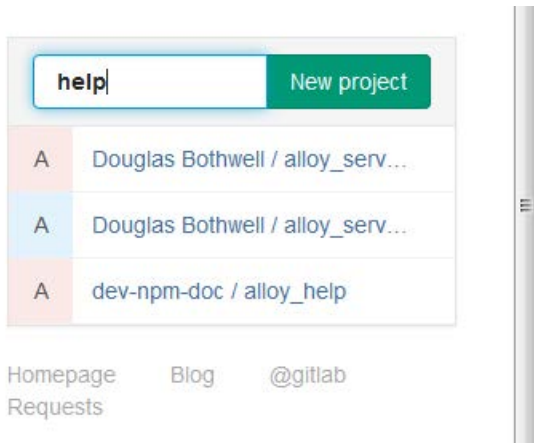 help New project
A Douglas Bothwell / alloy_serv...
A Douglas Bothwell / alloy_serv...
A dev-npm-doc / alloy_help
Homepage Blog @gitlab
Requests